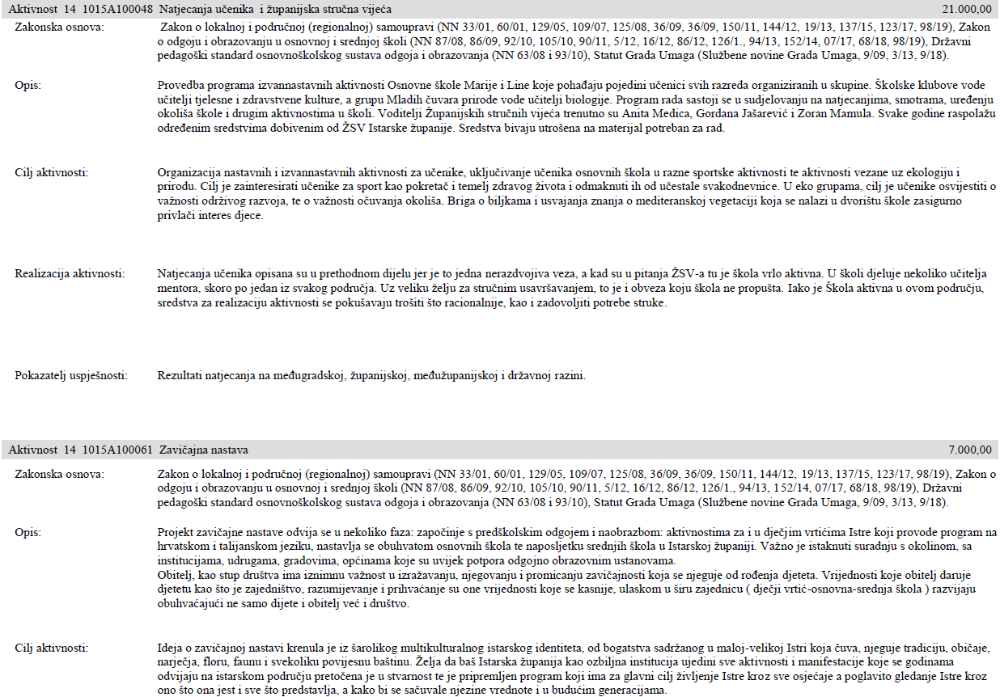 Aktivnost 14 1015A100048 Natjecanja učenika i županijska stručna vijeća 21.000,00
Zakonska osnova: Zakon o lokalnoj i područnoj (regionalnoj) samoupravi (NN 33/01, 60/01, 129/05, 109/07, 125/08, 36/09, 36/09, 150/11, 144/12, 19/13, 137/15, 123/17, 98/19), Zakon
o odgoju i obrazovanju u osnovnoj i srednjoj školi (NN 87/08, 86/09, 92/10, 105/10, 90/11, 5/12, 16/12, 86/12, 126/1., 94/13, 152/14, 07/17, 68/18, 98/19), Državni
pedagoški standard osnovnoškolskog sustava odgoja i obrazovanja (NN 63/08 i 93/10), Statut Grada Umaga (Službene novine Grada Umaga, 9/09, 3/13, 9/18).
Opis: Provedba programa izvannastavnih aktivnosti Osnovne škole Marije i Line koje pohađaju pojedini učenici svih razreda organiziranih u skupine. Školske klubove vode
učitelji tjelesne i zdravstvene kulture, a grupu Mladih čuvara prirode vode učitelji biologije. Program rada sastoji se u sudjelovanju na natjecanjima, smotrama, uređenju
okoliša škole i drugim aktivnostima u školi. Voditelji Županijskih stručnih vijeća trenutno su Anita Medica, Gordana Jašarević i Zoran Mamula. Svake godine raspolažu
određenim sredstvima dobivenim od ŽSV Istarske županije. Sredstva bivaju utrošena na materijal potreban za rad.
Cilj aktivnosti: Organizacija nastavnih i izvannastavnih aktivnosti za učenike, uključivanje učenika osnovnih škola u razne sportske aktivnosti te aktivnosti vezane uz ekologiju i
prirodu. Cilj je zainteresirati učenike za sport kao pokretač i temelj zdravog života i odmaknuti ih od učestale svakodnevnice. U eko grupama, cilj je učenike osvijestiti o
važnosti održivog razvoja, te o važnosti očuvanja okoliša. Briga o biljkama i usvajanja znanja o mediteranskoj vegetaciji koja se nalazi u dvorištu škole zasigurno
privlači interes djece.
Realizacija aktivnosti: Natjecanja učenika opisana su u prethodnom dijelu jer je to jedna nerazdvojiva veza, a kad su u pitanja ŽSV-a tu je škola vrlo aktivna. U školi djeluje nekoliko učitelja
mentora, skoro po jedan iz svakog područja. Uz veliku želju za stručnim usavršavanjem, to je i obveza koju škola ne propušta. Iako je Škola aktivna u ovom području,
sredstva za realizaciju aktivnosti se pokušavaju trošiti što racionalnije, kao i zadovoljiti potrebe struke.
Pokazatelj uspješnosti: Rezultati natjecanja na međugradskoj, županijskoj, međužupanijskoj i državnoj razini.
Aktivnost 14 1015A100061 Zavičajna nastava 7.000,00
Zakonska osnova: Zakon o lokalnoj i područnoj (regionalnoj) samoupravi (NN 33/01, 60/01, 129/05, 109/07, 125/08, 36/09, 36/09, 150/11, 144/12, 19/13, 137/15, 123/17, 98/19), Zakon o
odgoju i obrazovanju u osnovnoj i srednjoj školi (NN 87/08, 86/09, 92/10, 105/10, 90/11, 5/12, 16/12, 86/12, 126/1., 94/13, 152/14, 07/17, 68/18, 98/19), Državni
pedagoški standard osnovnoškolskog sustava odgoja i obrazovanja (NN 63/08 i 93/10), Statut Grada Umaga (Službene novine Grada Umaga, 9/09, 3/13, 9/18).
Opis: Projekt zavičajne nastave odvija se u nekoliko faza: započinje s predškolskim odgojem i naobrazbom: aktivnostima za i u dječjim vrtićima Istre koji provode program na
hrvatskom i talijanskom jeziku, nastavlja se obuhvatom osnovnih škola te naposljetku srednjih škola u Istarskoj županiji. Važno je istaknuti suradnju s okolinom, sa
institucijama, udrugama, gradovima, općinama koje su uvijek potpora odgojno obrazovnim ustanovama.
Obitelj, kao stup društva ima iznimnu važnost u izražavanju, njegovanju i promicanju zavičajnosti koja se njeguje od rođenja djeteta. Vrijednosti koje obitelj daruje
djetetu kao što je zajedništvo, razumijevanje i prihvaćanje su one vrijednosti koje se kasnije, ulaskom u širu zajednicu ( dječji vrtić-osnovna-srednja škola ) razvijaju
obuhvaćajući ne samo dijete i obitelj već i društvo.
Cilj aktivnosti: Ideja o zavičajnoj nastavi krenula je iz šarolikog multikulturalnog istarskog identiteta, od bogatstva sadržanog u maloj-velikoj Istri koja čuva, njeguje tradiciju, običaje,
narječja, floru, faunu i svekoliku povijesnu baštinu. Želja da baš Istarska županija kao ozbiljna institucija ujedini sve aktivnosti i manifestacije koje se godinama
odvijaju na istarskom području pretočena je u stvarnost te je pripremljen program koji ima za glavni cilj življenje Istre kroz sve osjećaje a poglavito gledanje Istre kroz
ono što ona jest i sve što predstavlja, a kako bi se sačuvale njezine vrednote i u budućim generacijama.